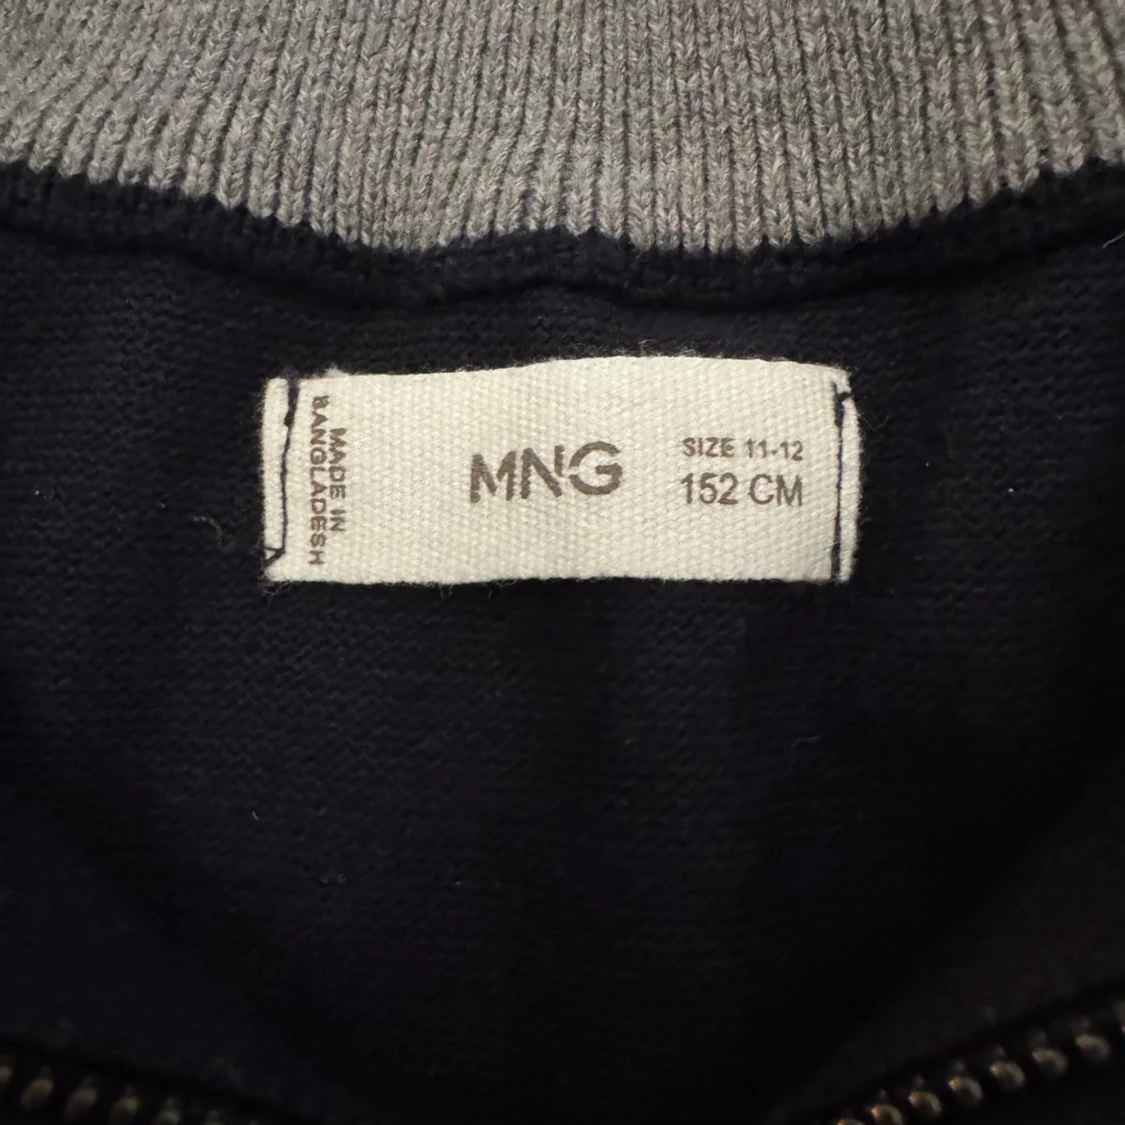 MADE IN
BANGLADESH
MNG
SIZE 11-12
152 CM